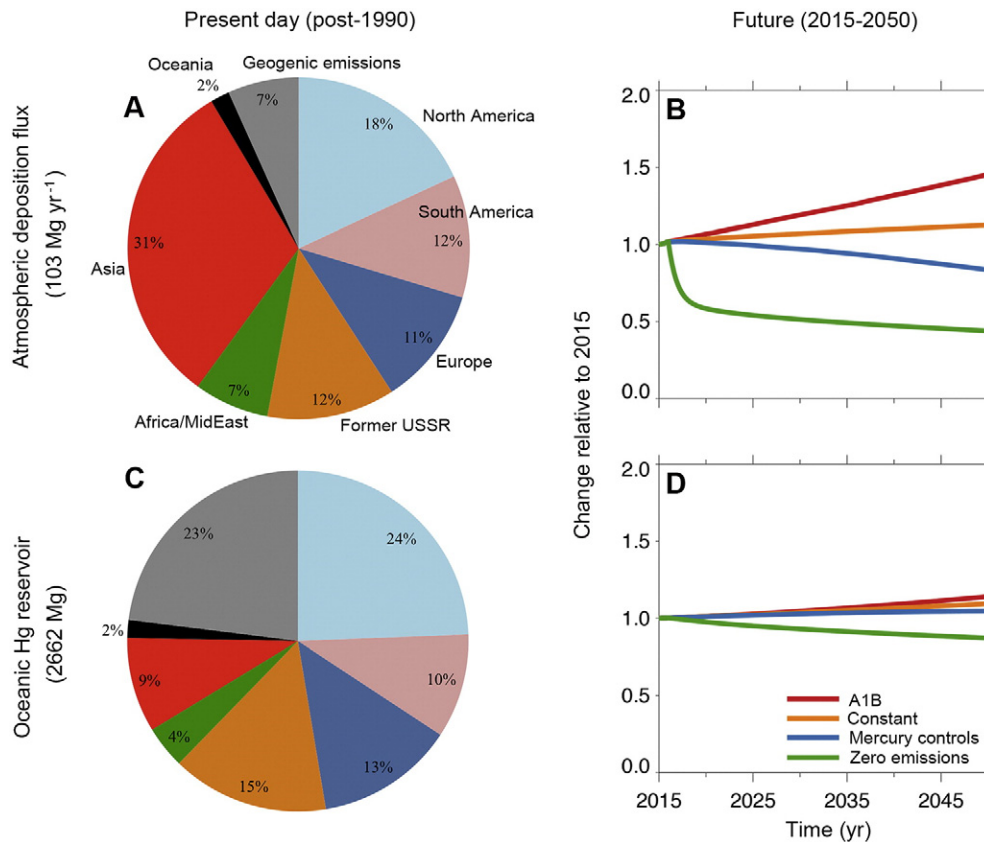 Present day (post-1990)
Future (2015-2050)
Atmospheric deposition flux
(103 Mg yr⁻¹)
A
Oceania
2%
Geogenic emissions
7%
North America
18%
South America
12%
Europe
11%
Former USSR
12%
Africa/MidEast
7%
Asia
31%
Change relative to 2015
B
2.0
1.5
1.0
0.5
0.0
Oceanic Hg reservoir
(2662 Mg)
C
23%
24%
2%
9%
10%
4%
13%
15%
D
2.0
1.5
1.0
0.5
0.0
A1B
Constant
Mercury controls
Zero emissions
2015
2025
2035
2045
Time (yr)